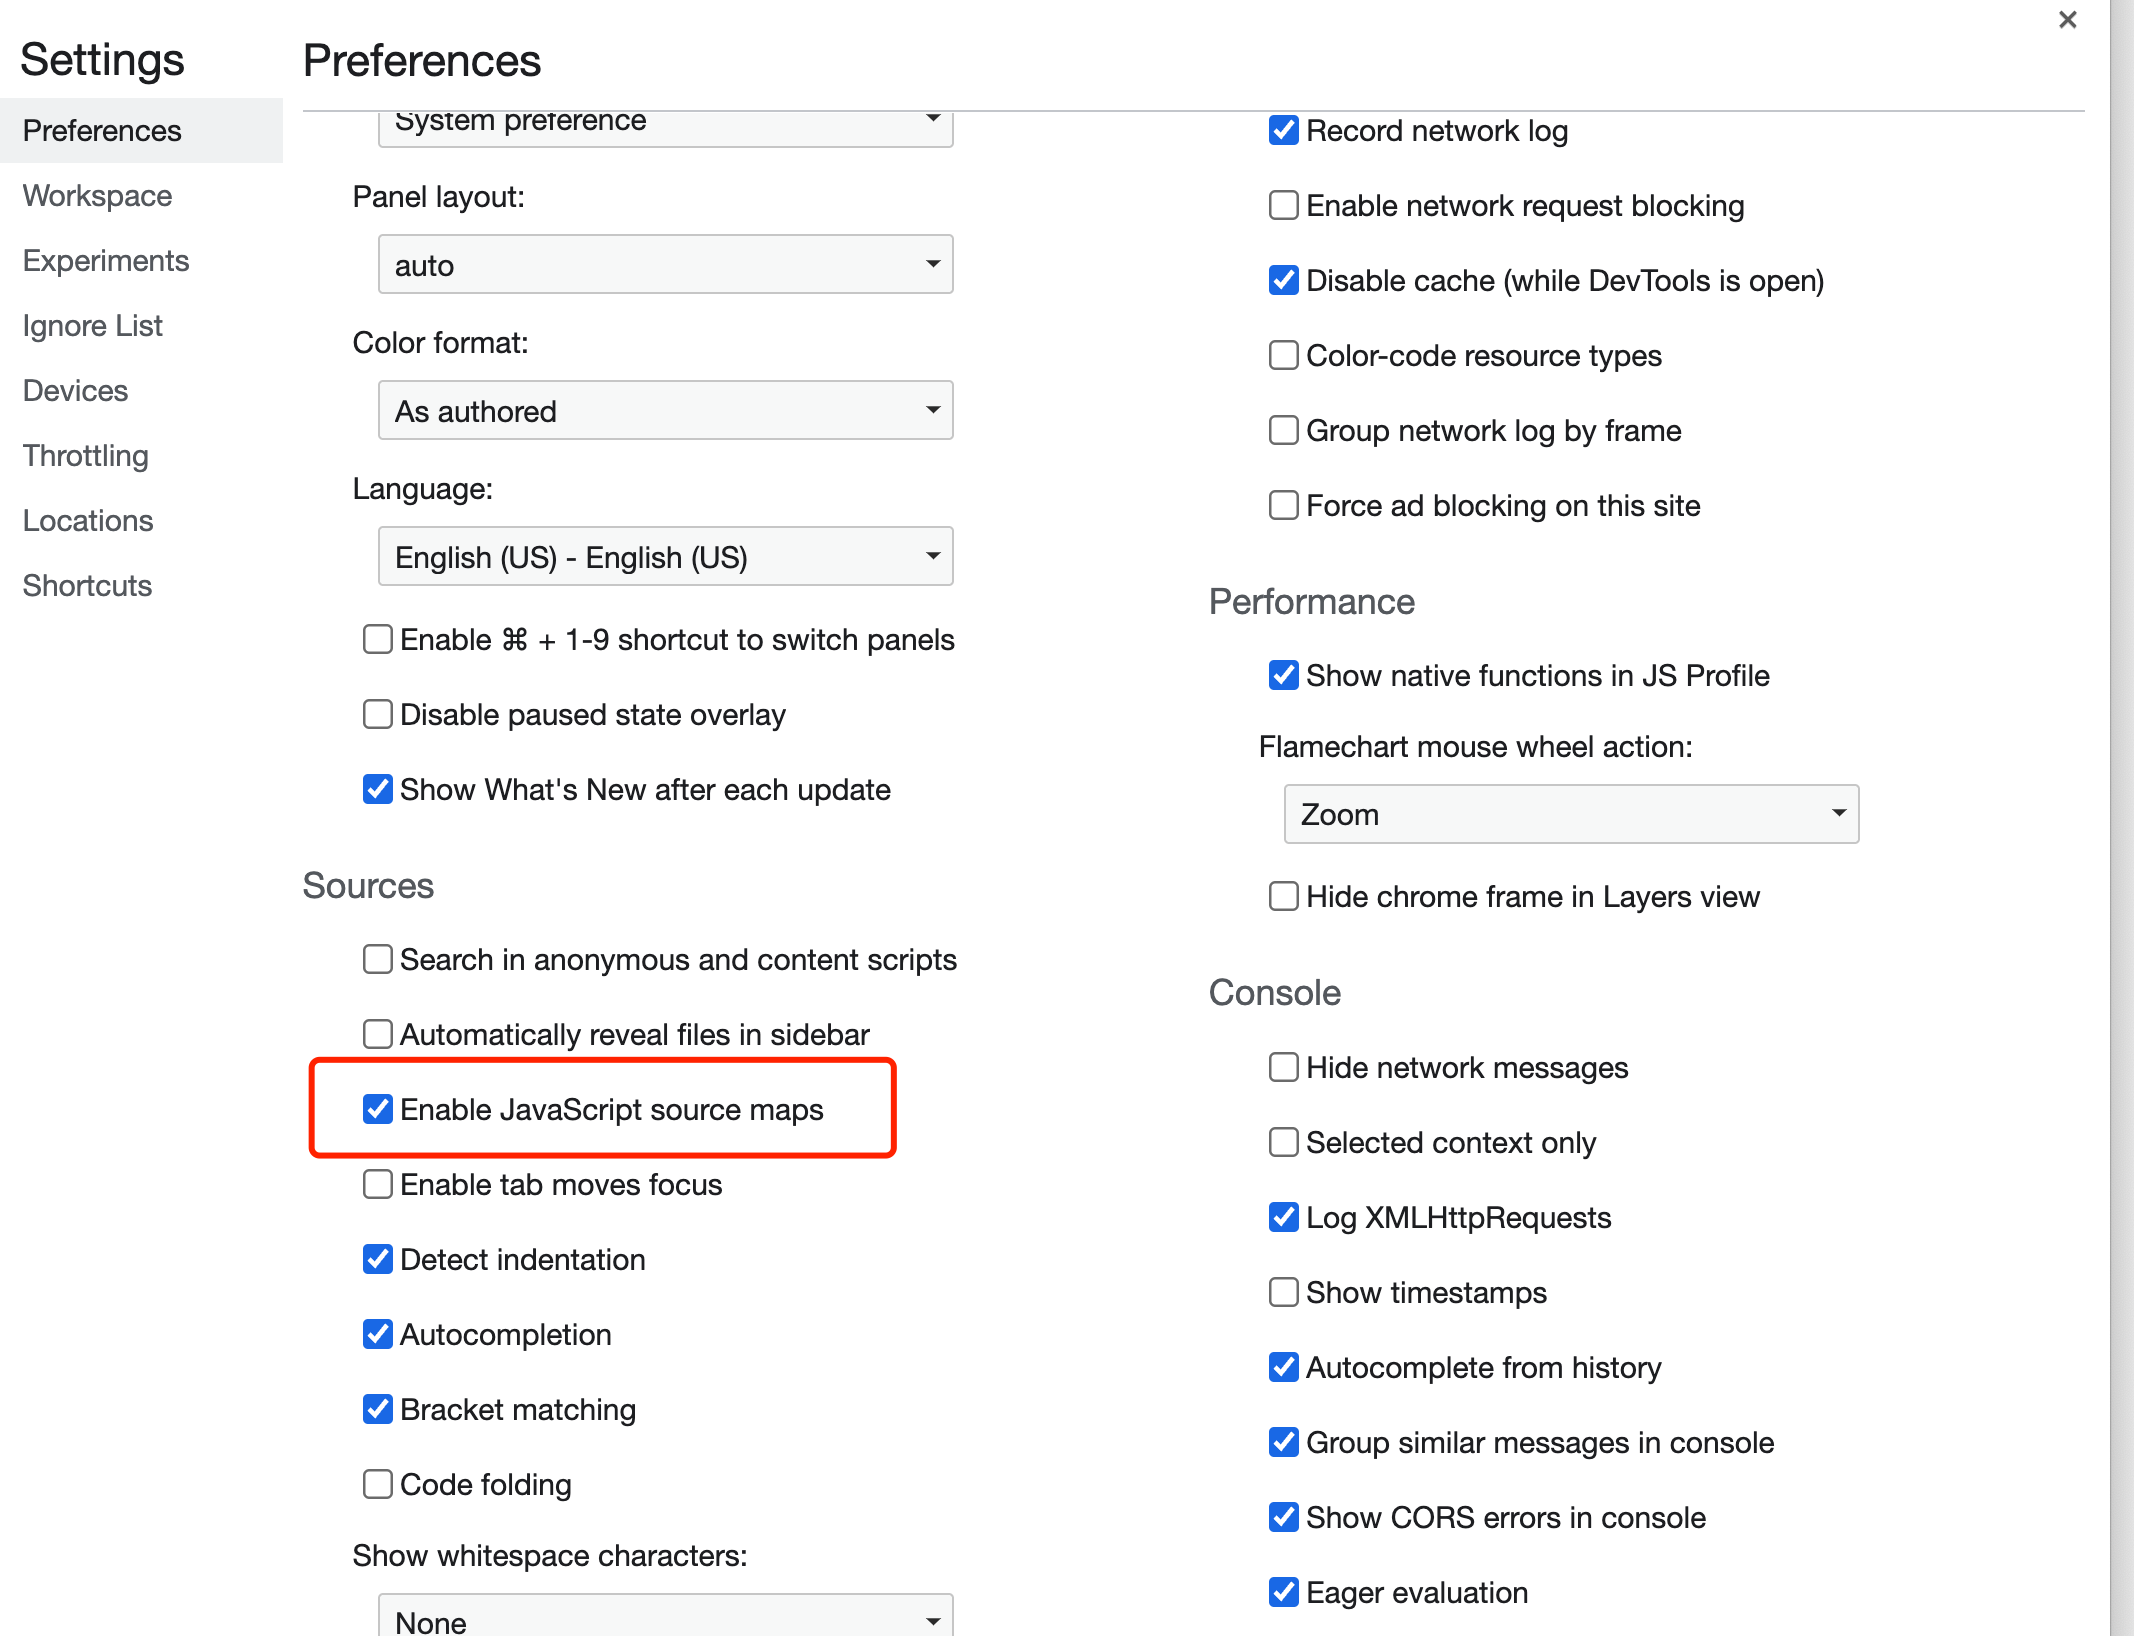 Settings
Preferences
Workspace
Experiments
Ignore List
Devices
Throttling
Locations
Shortcuts
Preferences
System preference
Panel layout:
auto
Color format:
As authored
Language:
English (US) - English (US)
Enable ⌘ + 1-9 shortcut to switch panels
Disable paused state overlay
Show What's New after each update
Sources
Search in anonymous and content scripts
Automatically reveal files in sidebar
Enable JavaScript source maps
Enable tab moves focus
Detect indentation
Autocompletion
Bracket matching
Code folding
Show whitespace characters:
None
Record network log
Enable network request blocking
Disable cache (while DevTools is open)
Color-code resource types
Group network log by frame
Force ad blocking on this site
Performance
Show native functions in JS Profile
Flamechart mouse wheel action:
Zoom
Hide chrome frame in Layers view
Console
Hide network messages
Selected context only
Log XMLHttpRequests
Show timestamps
Autocomplete from history
Group similar messages in console
Show CORS errors in console
Eager evaluation